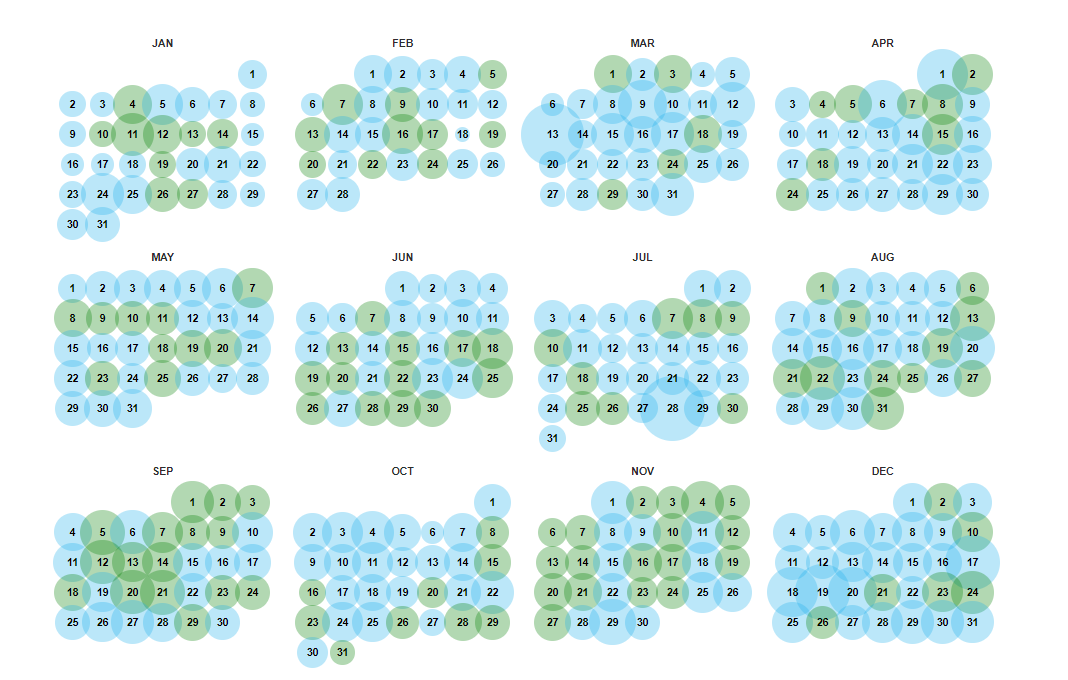 JAN FEB MAR APR
1 1 2 3 4 5 1 2 3 4 5 1 2
2 3 4 5 6 7 8 6 7 8 9 10 11 12 6 7 8 9 10 11 12 3 4 5 6 7 8 9
9 10 11 12 13 14 15 13 14 15 16 17 18 19 13 14 15 16 17 18 19 10 11 12 13 14 15 16
16 17 18 19 20 21 22 20 21 22 23 24 25 26 20 21 22 23 24 25 26 17 18 19 20 21 22 23
23 24 25 26 27 28 29 27 28 27 28 29 30 31 24 25 26 27 28 29 30
30 31
MAY JUN JUL AUG
1 2 3 4 5 6 7 1 2 3 4 1 2 1 2 3 4 5 6
8 9 10 11 12 13 14 5 6 7 8 9 10 11 3 4 5 6 7 8 9 7 8 9 10 11 12 13
15 16 17 18 19 20 21 12 13 14 15 16 17 18 10 11 12 13 14 15 16 14 15 16 17 18 19 20
22 23 24 25 26 27 28 19 20 21 22 23 24 25 17 18 19 20 21 22 23 21 22 23 24 25 26 27
29 30 31 26 27 28 29 30 24 25 26 27 28 29 30 28 29 30 31
31
SEP OCT NOV DEC
1 2 3 1 1 2 3 4 5 1 2 3
4 5 6 7 8 9 10 2 3 4 5 6 7 8 6 7 8 9 10 11 12 4 5 6 7 8 9 10
11 12 13 14 15 16 17 9 10 11 12 13 14 15 13 14 15 16 17 18 19 11 12 13 14 15 16 17
18 19 20 21 22 23 24 16 17 18 19 20 21 22 20 21 22 23 24 25 26 18 19 20 21 22 23 24
25 26 27 28 29 30 23 24 25 26 27 28 29 27 28 29 30 25 26 27 28 29 30 31
30 31